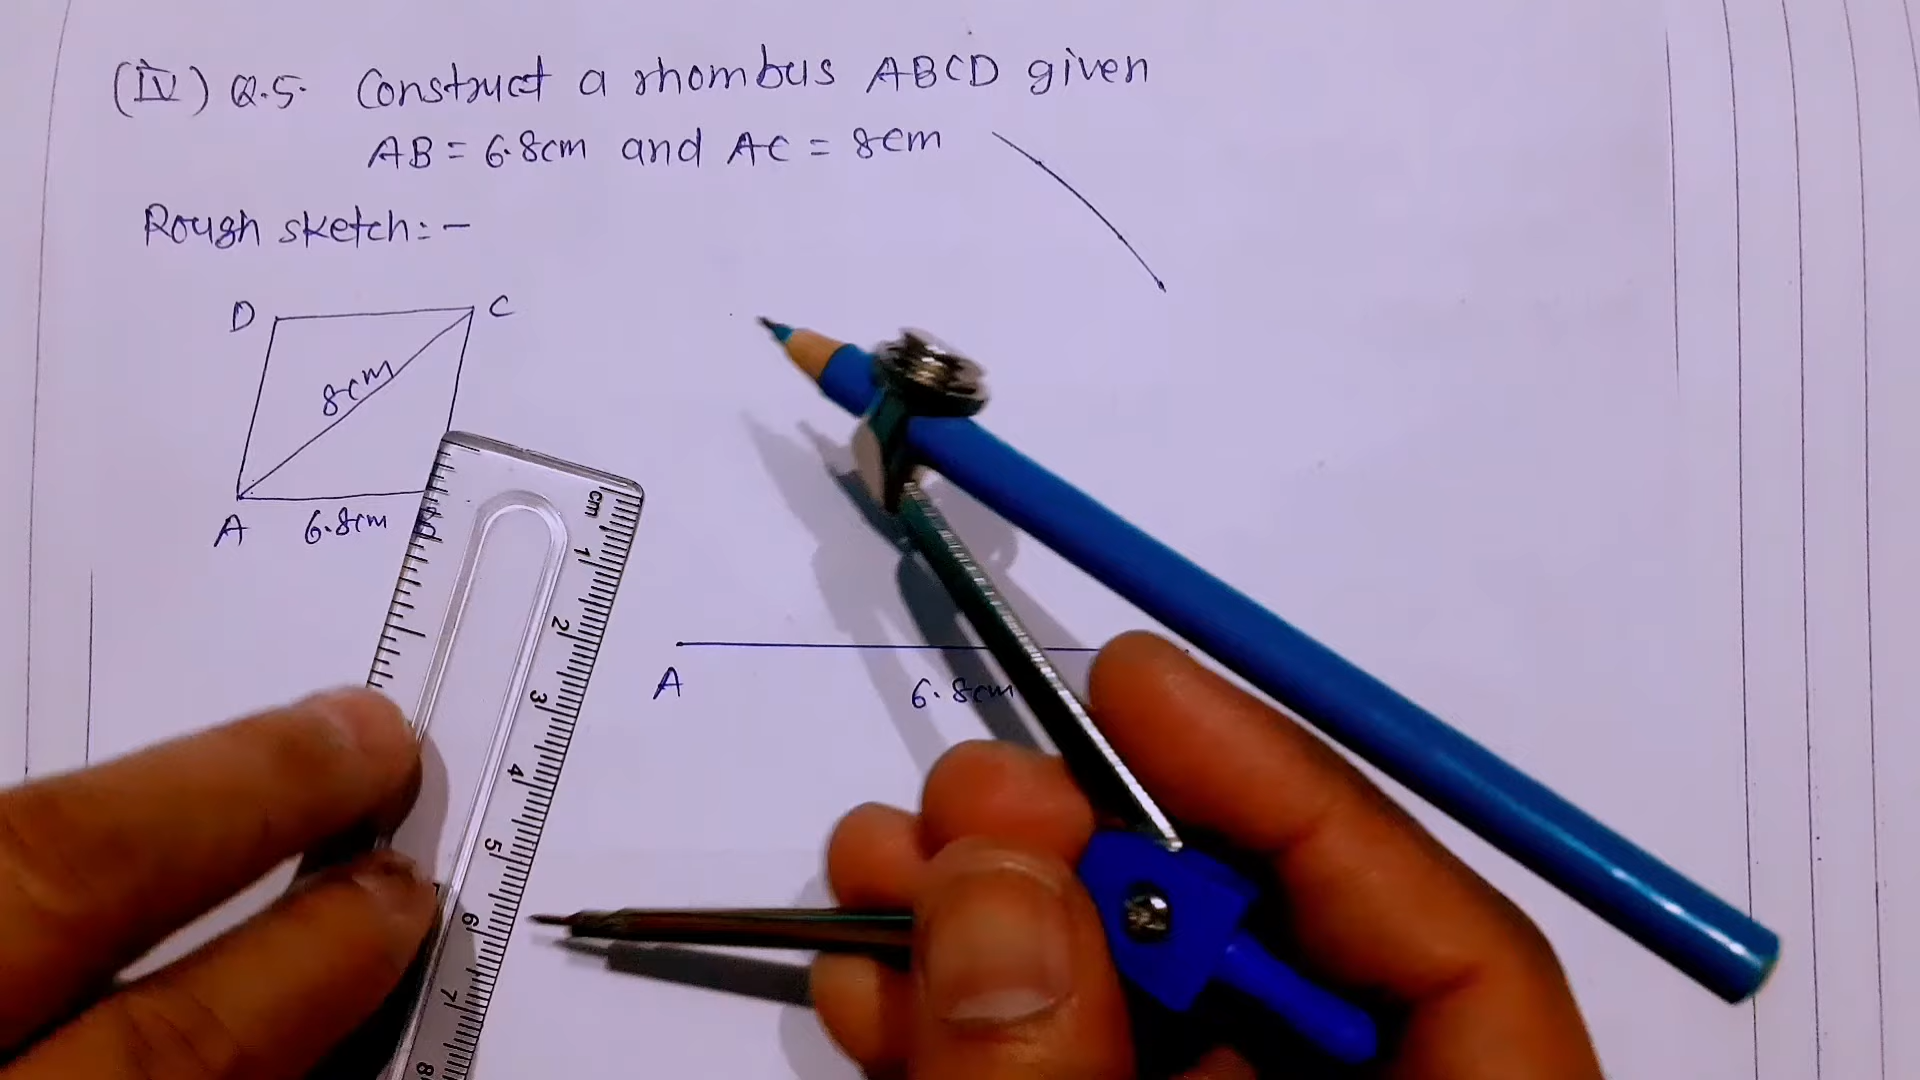 (IV) Q.5. Construct a rhombus ABCD given
AB = 6.8cm and AC = 8cm
Rough sketch:-
D C
8cm
A 6.8cm
A 6.8cm
cm 1 2 3 4 5 6 7 8